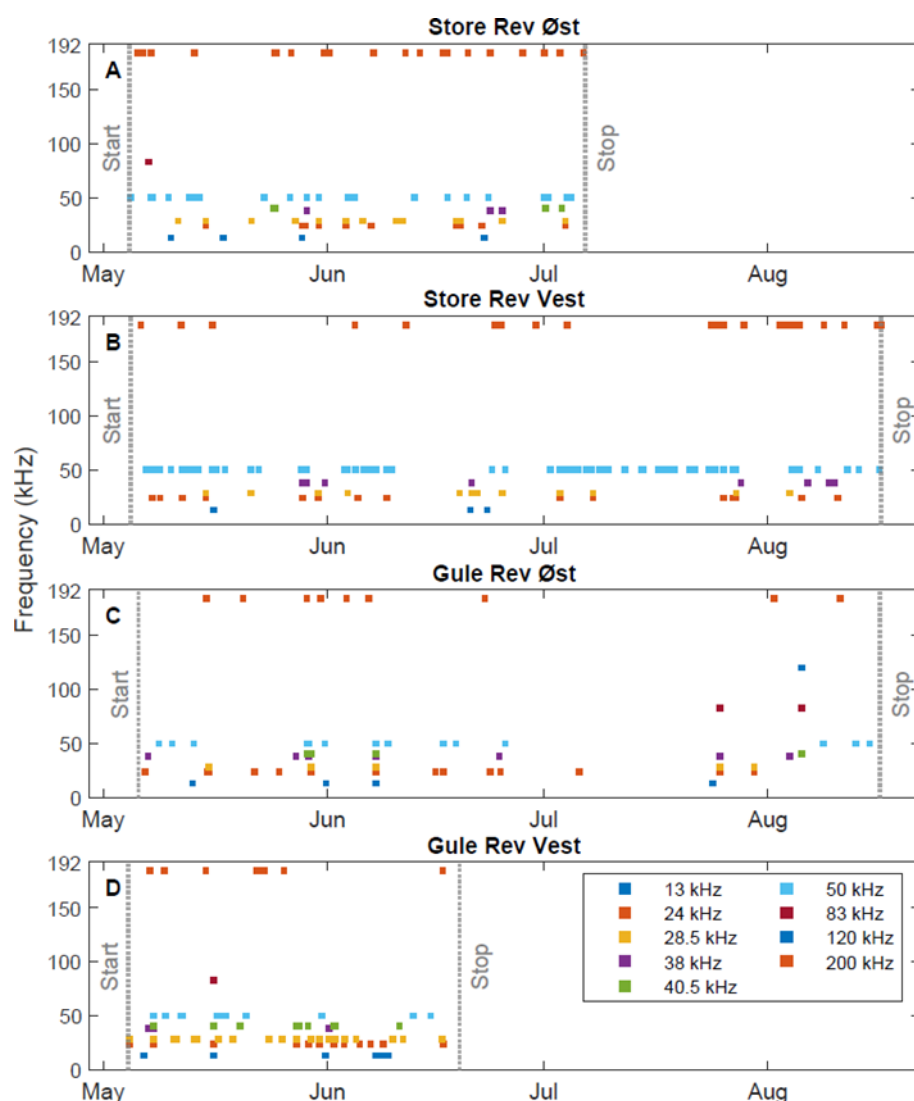 Store Rev Øst
192
A
150
100
50
0
Start
Stop
May Jun Jul Aug
Store Rev Vest
192
B
150
100
50
0
Start
Stop
May Jun Jul Aug
Frequency (kHz)
Gule Rev Øst
192
C
150
100
50
0
Start
Stop
May Jun Jul Aug
Gule Rev Vest
192
D
150
100
50
0
Start
Stop
13 kHz 50 kHz
24 kHz 83 kHz
28.5 kHz 120 kHz
38 kHz 200 kHz
40.5 kHz
May Jun Jul Aug